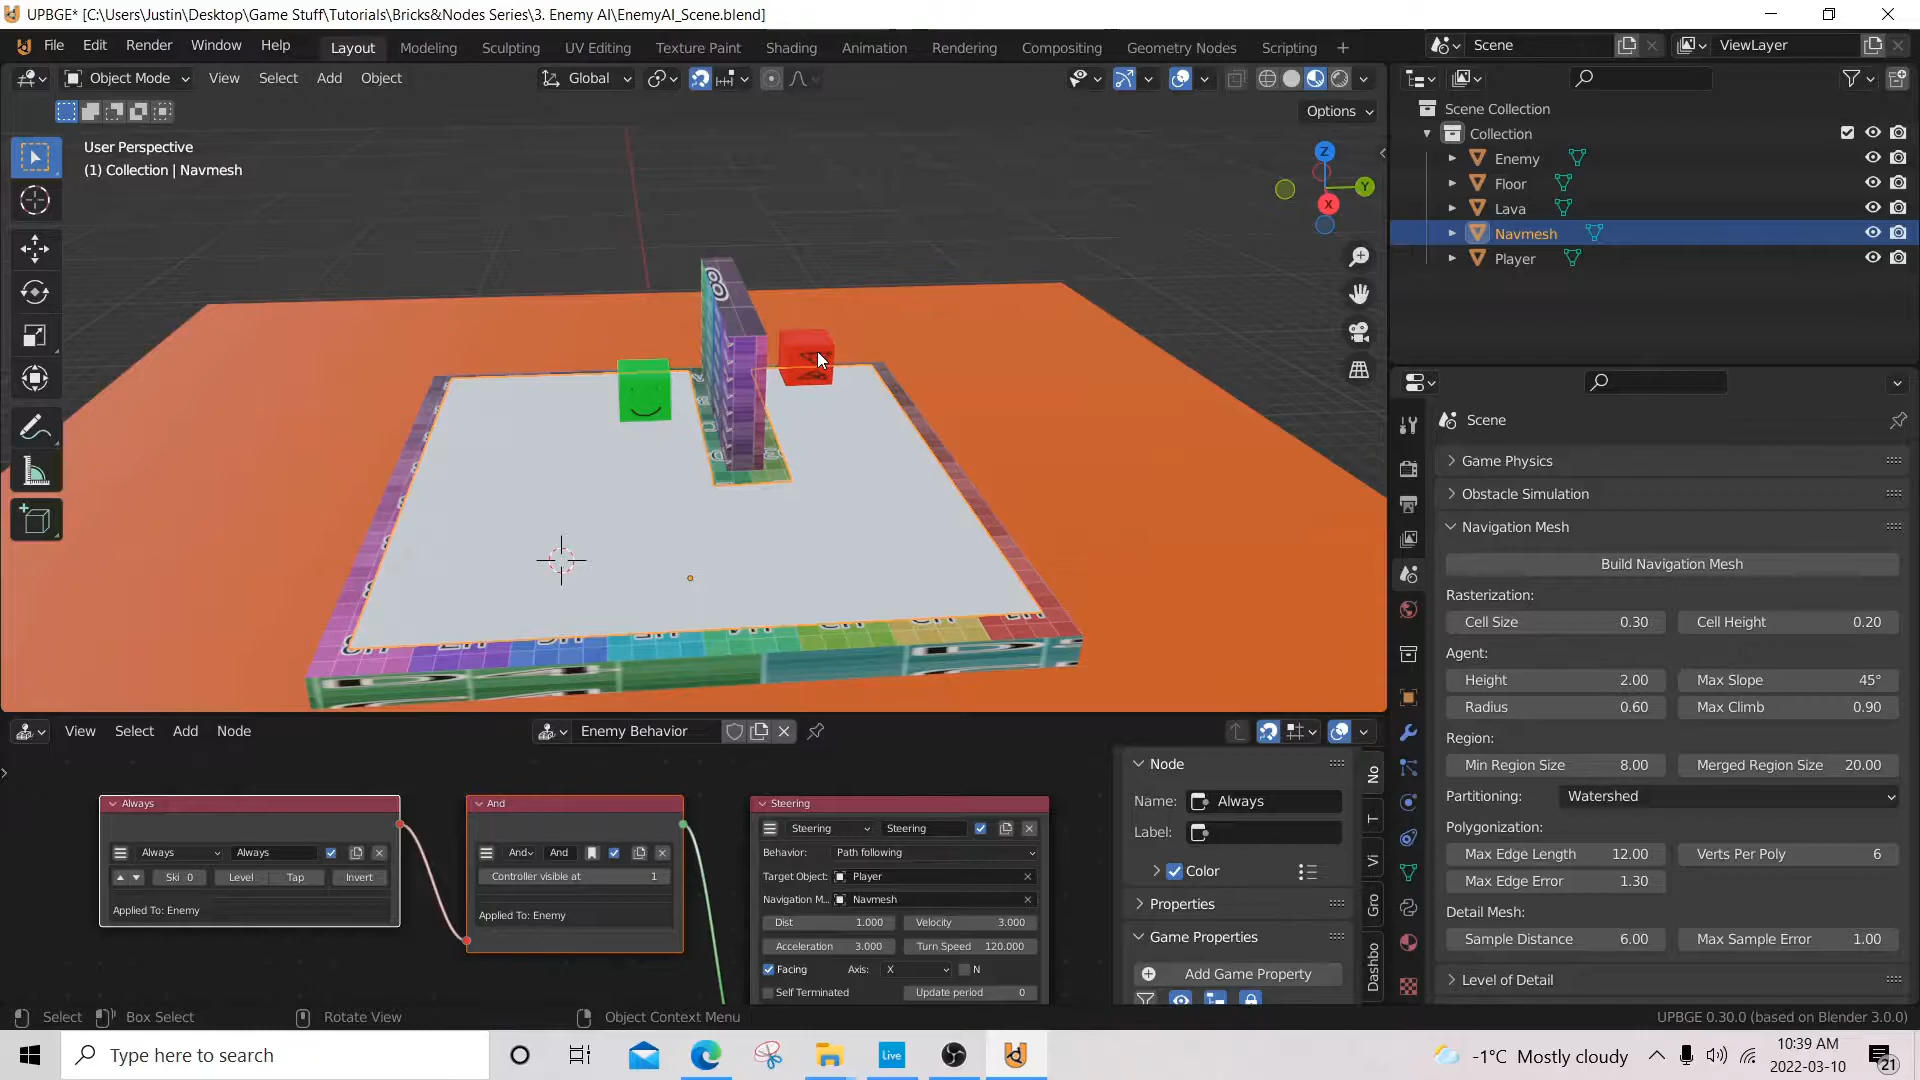 UPBGE* [C:\Users\Justin\Desktop\Game Stuff\Tutorials\Bricks&Nodes Series\3. Enemy AI\EnemyAI_Scene.blend]
File Edit Render Window Help Layout Modeling Sculpting UV Editing Texture Paint Shading Animation Rendering Compositing Geometry Nodes Scripting + Scene ViewLayer
Object Mode View Select Add Object Global
Options
User Perspective
(1) Collection | Navmesh
Z
Y
X
Scene Collection
Collection
Enemy
Floor
Lava
Navmesh
Player
Scene
Game Physics
Obstacle Simulation
Navigation Mesh
Build Navigation Mesh
Rasterization:
Cell Size 0.30 Cell Height 0.20
Agent:
Height 2.00 Max Slope 45°
Radius 0.60 Max Climb 0.90
Region:
Min Region Size 8.00 Merged Region Size 20.00
Partitioning: Watershed
Polygonization:
Max Edge Length 12.00 Verts Per Poly 6
Max Edge Error 1.30
Detail Mesh:
Sample Distance 6.00 Max Sample Error 1.00
Level of Detail
View Select Add Node Enemy Behavior
Always
Always Always
Ski 0 Level Tap Invert
Applied To: Enemy
And
And And
Controller visible at 1
Applied To: Enemy
Steering
Steering Steering
Behavior: Path following
Target Object: Player
Navigation M... Navmesh
Dist 1.000 Velocity 3.000
Acceleration 3.000 Turn Speed 120.000
Facing Axis: X N
Self Terminated Update period 0
Node
Name: Always
Label:
Color
Properties
Game Properties
Add Game Property
No
T
Vi
Gro
Dashbo
Select Box Select Rotate View Object Context Menu UPBGE 0.30.0 (based on Blender 3.0.0)
Type here to search
Live
-1°C Mostly cloudy
10:39 AM
2022-03-10
21